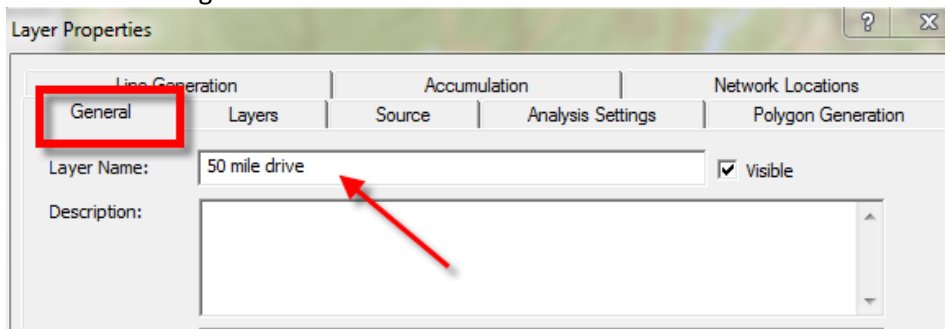 Layer Properties
Line Generation Accumulation Network Locations
General Layers Source Analysis Settings Polygon Generation
Layer Name: 50 mile drive Visible
Description: